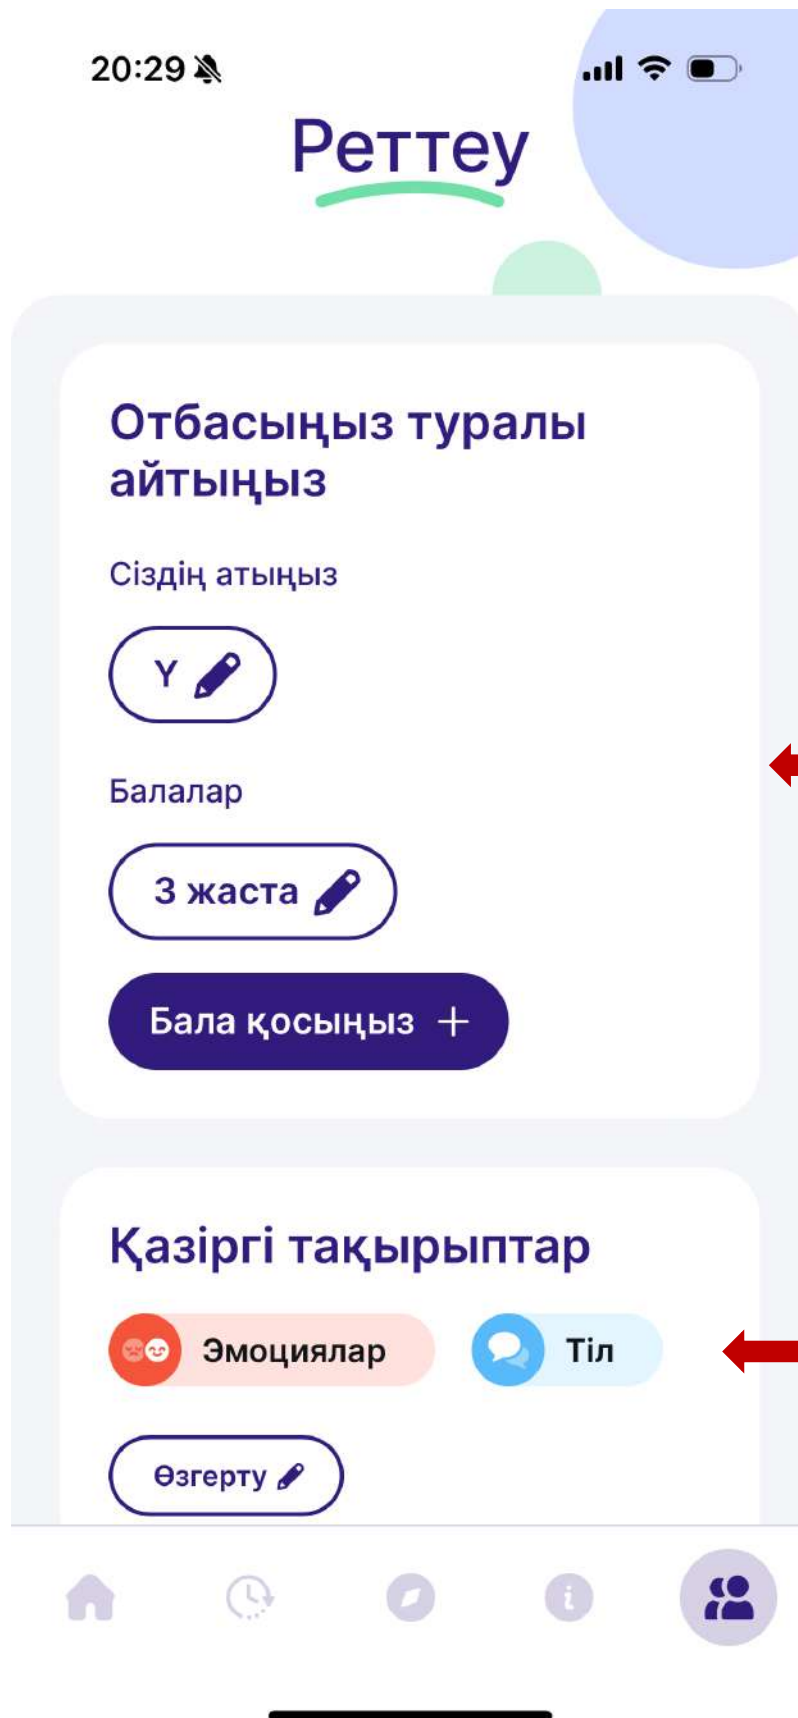 20:29
Реттеу
Отбасыңыз туралы
айтыңыз
Сіздің атыңыз
Y
Балалар
3 жаста
Бала қосыңыз +
Қазіргі тақырыптар
Эмоциялар Тіл
Өзгерту